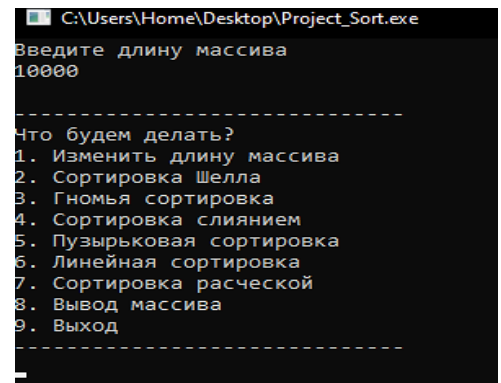 C:\Users\Home\Desktop\Project_Sort.exe
Введите длину массива
10000
------------------------------
Что будем делать?
1. Изменить длину массива
2. Сортировка Шелла
3. Гномья сортировка
4. Сортировка слиянием
5. Пузырьковая сортировка
6. Линейная сортировка
7. Сортировка расческой
8. Вывод массива
9. Выход
------------------------------